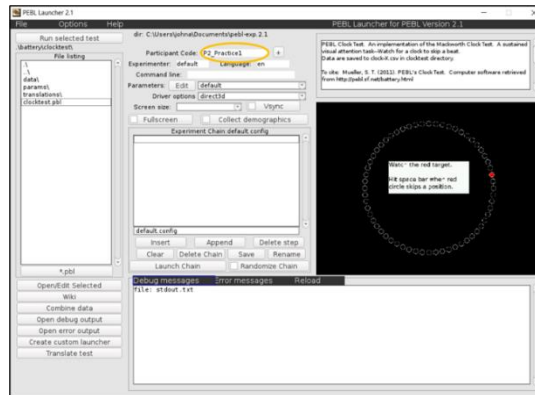 PEBL Launcher 2.1
File Options Help PEBL Launcher for PEBL Version 2.1
Run selected test
.\battery\clocktest\
File listing
.\
..\
data\
params\
translations\
clocktest.pbl
*.pbl
Open/Edit Selected
Wiki
Combine data
Open debug output
Open error output
Create custom launcher
Translate test
dir: C:\Users\johna\Documents\pebl-exp.2.1
Participant Code: P2_Practice1 +
Experimenter: default Language: en
Command line:
Parameters: Edit default
Driver options direct3d
Screen size: Vsync
Fullscreen Collect demographics
Experiment Chain default.config
default.config
Insert Append Delete step
Clear Delete Chain Save Rename
Launch Chain Randomize Chain
PEBL Clock Test. An implementation of the Mackworth Clock Test. A sustained
visual attention task--Watch for a clock to skip a beat.
Data are saved to clock-X.csv in clocktest directory.
To cite: Mueller, S. T. (2011). PEBL's Clock Test. Computer software retrieved
from http://pebl.sf.net/battery.html
Watch the red target.
Hit space bar when red
circle skips a position.
Debug messages Error messages Reload
file: stdout.txt